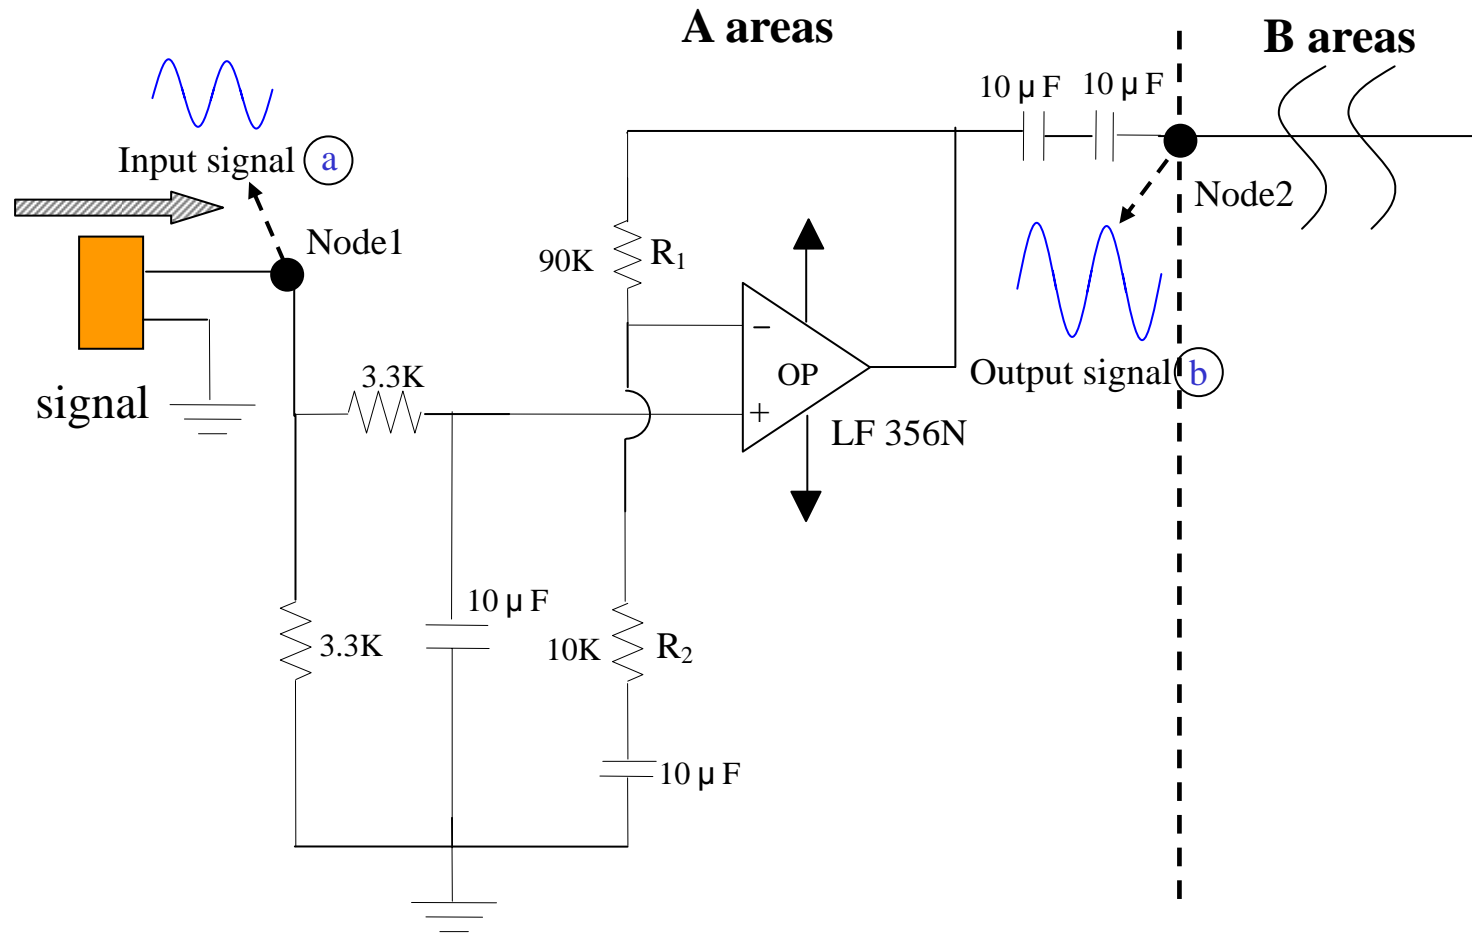 A areas
B areas
10 μ F
10 μ F
Input signal a
Node1
Node2
90K
R1
−
OP
+
LF 356N
Output signal b
signal
3.3K
3.3K
10 μ F
10K
R2
10 μ F